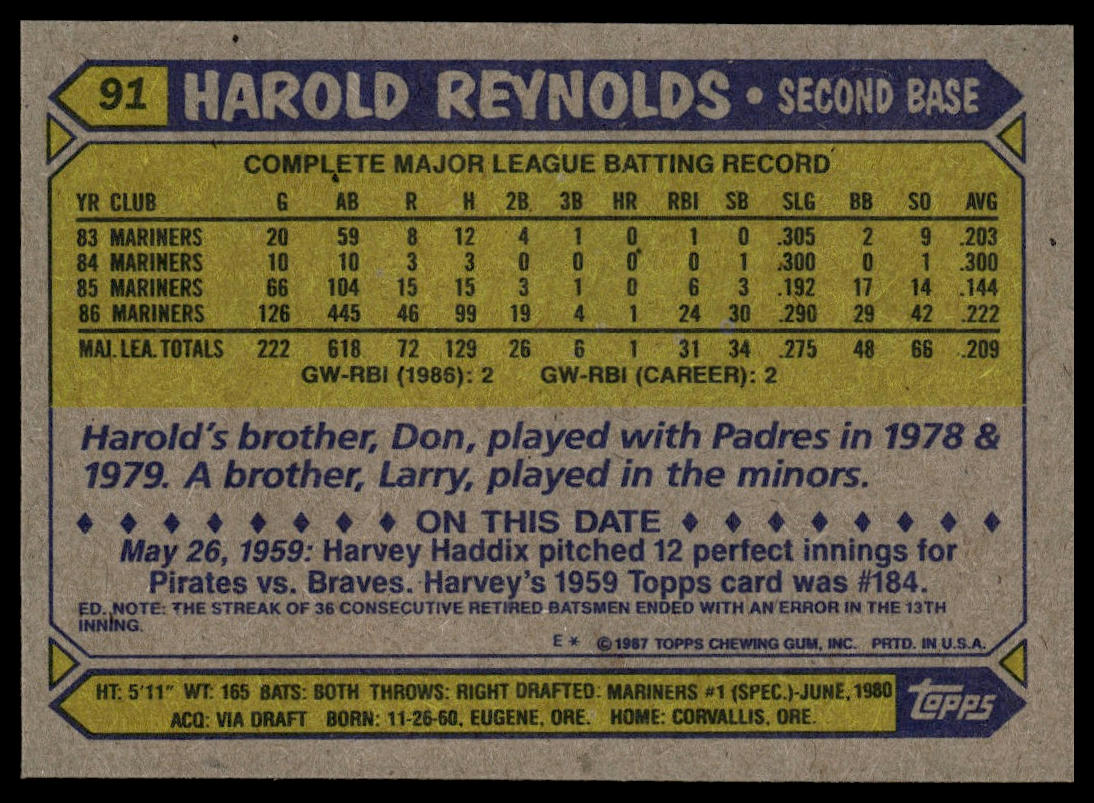 91 HAROLD REYNOLDS • SECOND BASE
COMPLETE MAJOR LEAGUE BATTING RECORD
YR CLUB G AB R H 2B 3B HR RBI SB SLG BB SO AVG
83 MARINERS 20 59 8 12 4 1 0 1 0 .305 2 9 .203
84 MARINERS 10 10 3 3 0 0 0 0 1 .300 0 1 .300
85 MARINERS 66 104 15 15 3 1 0 6 3 .192 17 14 .144
86 MARINERS 126 445 46 99 19 4 1 24 30 .290 29 42 .222
MAJ. LEA. TOTALS 222 618 72 129 26 6 1 31 34 .275 48 66 .209
GW-RBI (1986): 2 GW-RBI (CAREER): 2
Harold's brother, Don, played with Padres in 1978 &
1979. A brother, Larry, played in the minors.
♦ ♦ ♦ ♦ ♦ ♦ ♦ ♦ ON THIS DATE ♦ ♦ ♦ ♦ ♦ ♦ ♦ ♦
May 26, 1959: Harvey Haddix pitched 12 perfect innings for
Pirates vs. Braves. Harvey's 1959 Topps card was #184.
ED. NOTE: THE STREAK OF 36 CONSECUTIVE RETIRED BATSMEN ENDED WITH AN ERROR IN THE 13TH
INNING.
E * © 1987 TOPPS CHEWING GUM, INC. PRTD. IN U.S.A.
HT: 5'11" WT: 165 BATS: BOTH THROWS: RIGHT DRAFTED: MARINERS #1 (SPEC.)-JUNE, 1980
ACQ: VIA DRAFT BORN: 11-26-60, EUGENE, ORE. HOME: CORVALLIS, ORE.
TOPPS